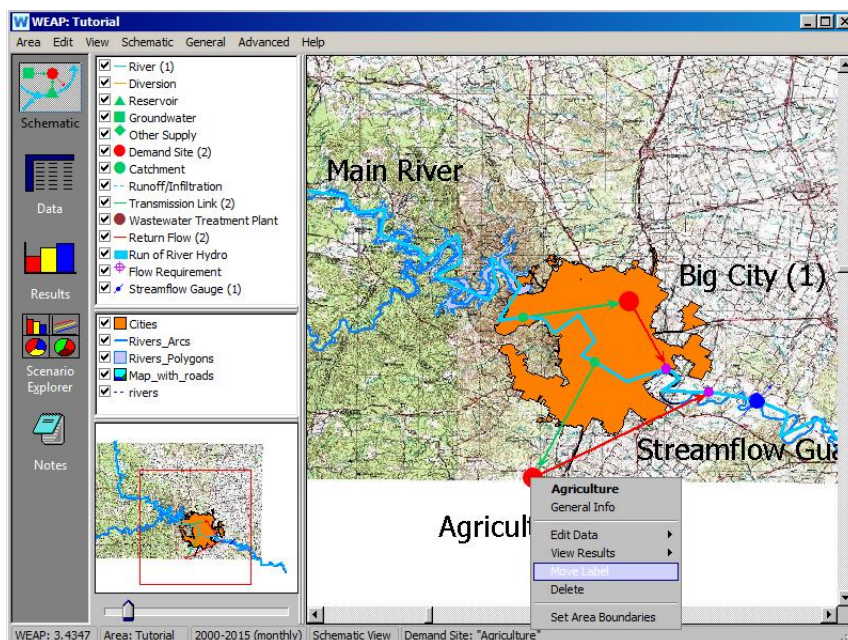 WEAP: Tutorial
Area Edit View Schematic General Advanced Help
Schematic
Data
Results
Scenario
Explorer
Notes
River (1)
Diversion
Reservoir
Groundwater
Other Supply
Demand Site (2)
Catchment
Runoff/Infiltration
Transmission Link (2)
Wastewater Treatment Plant
Return Flow (2)
Run of River Hydro
Flow Requirement
Streamflow Gauge (1)
Cities
Rivers_Arcs
Rivers_Polygons
Map_with_roads
rivers
Main River
Big City (1)
Streamflow Gua
Agricult
Agriculture
General Info
Edit Data
View Results
Move Label
Delete
Set Area Boundaries
WEAP: 3.4347 Area: Tutorial 2000-2015 (monthly) Schematic View Demand Site: "Agriculture"